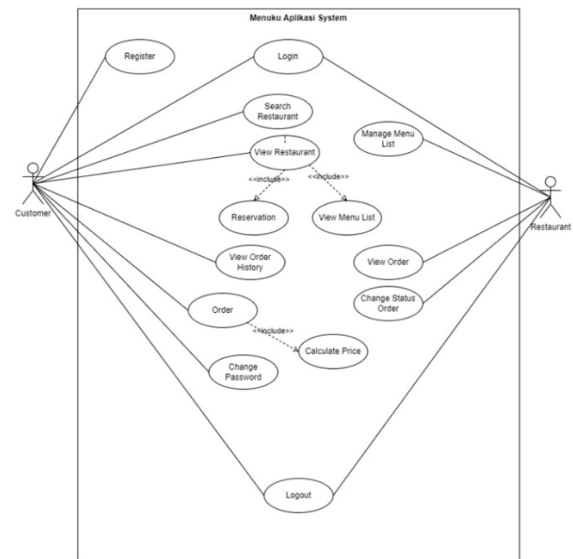 Menuku Aplikasi System
Register
Login
Search
Restaurant
Manage Menu
List
View Restaurant
<<include>>
<<include>>
Customer
Restaurant
Reservation
View Menu List
View Order
History
View Order
Order
Change Status
Order
<<include>>
Calculate Price
Change
Password
Logout